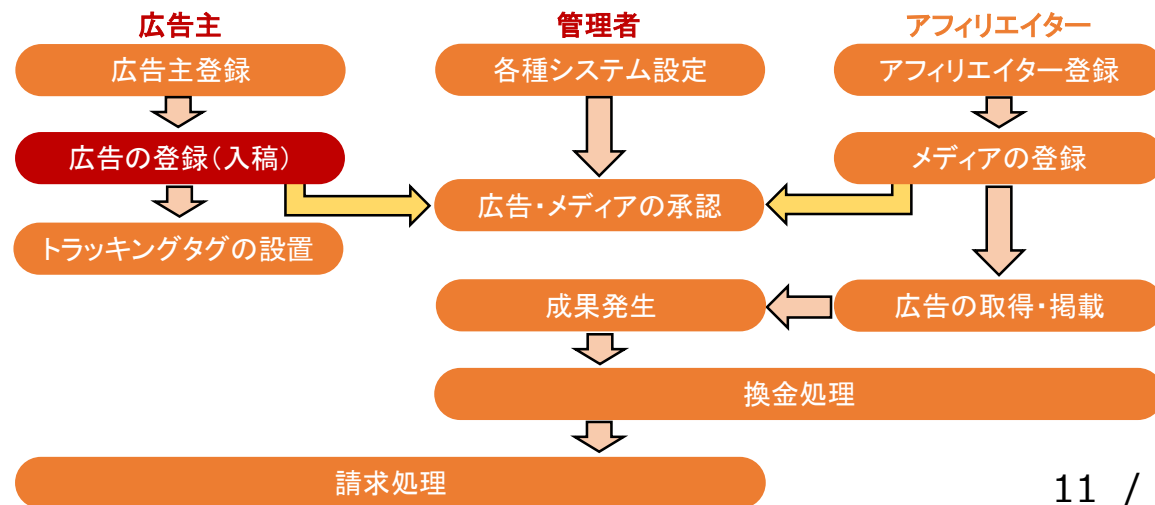 広告主
管理者
アフィリエイター
広告主登録
各種システム設定
アフィリエイター登録
広告の登録(入稿)
メディアの登録
広告・メディアの承認
トラッキングタグの設置
成果発生
広告の取得・掲載
換金処理
請求処理
11 /